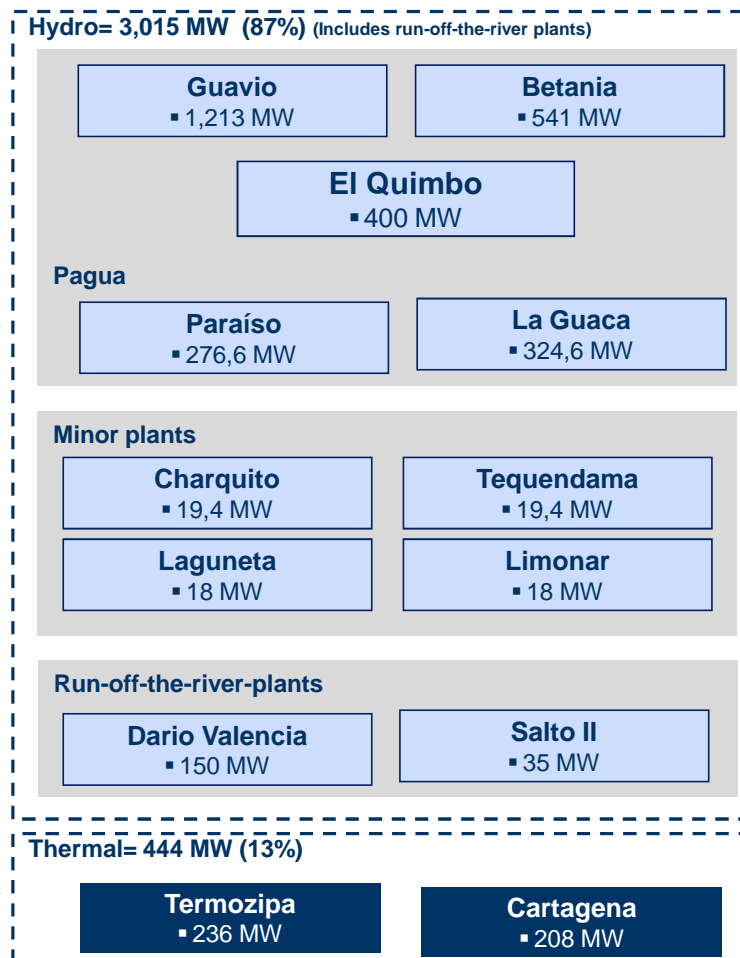 Hydro= 3,015 MW (87%) (Includes run-off-the-river plants)
Guavio
▪ 1,213 MW
Betania
▪ 541 MW
El Quimbo
▪ 400 MW
Pagua
Paraíso
▪ 276,6 MW
La Guaca
▪ 324,6 MW
Minor plants
Charquito
▪ 19,4 MW
Tequendama
▪ 19,4 MW
Laguneta
▪ 18 MW
Limonar
▪ 18 MW
Run-off-the-river-plants
Dario Valencia
▪ 150 MW
Salto II
▪ 35 MW
Thermal= 444 MW (13%)
Termozipa
▪ 236 MW
Cartagena
▪ 208 MW